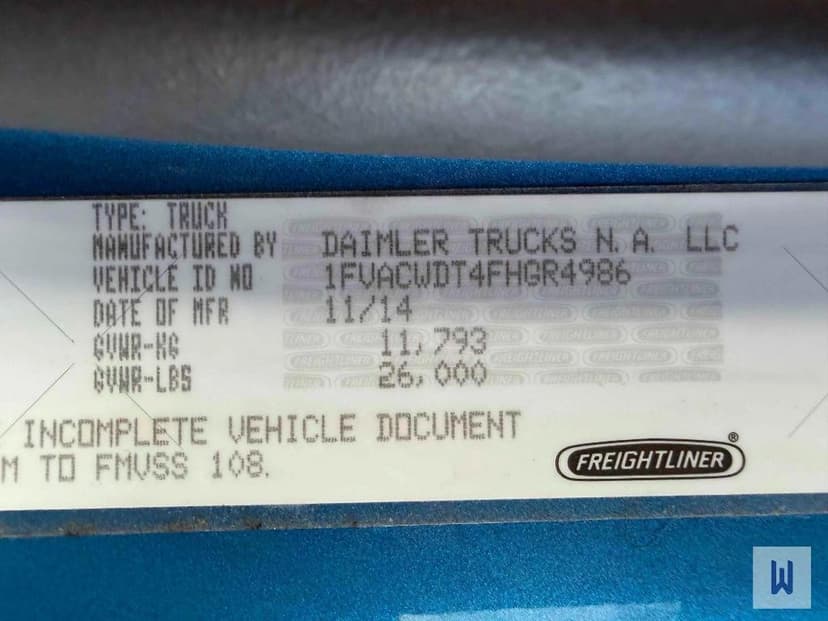 TYPE: TRUCK
MANUFACTURED BY DAIMLER TRUCKS N.A. LLC
VEHICLE ID NO 1FVACWDT4FHGR4986
DATE OF MFR 11/14
GVWR-KG 11,793
GVWR-LBS 26,000
INCOMPLETE VEHICLE DOCUMENT
M TO FMVSS 108.
FREIGHTLINER®
W